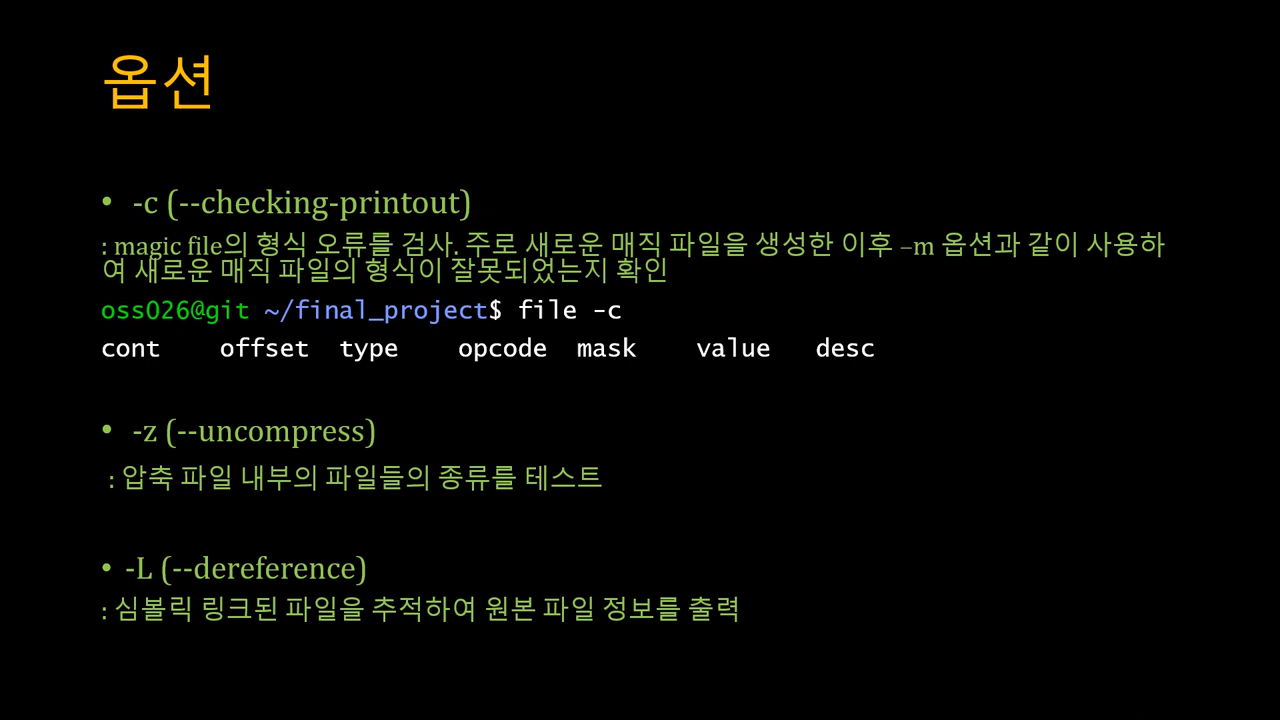 옵션
• -c (--checking-printout)
: magic file의 형식 오류를 검사. 주로 새로운 매직 파일을 생성한 이후 –m 옵션과 같이 사용하
여 새로운 매직 파일의 형식이 잘못되었는지 확인
oss026@git ~/final_project$ file -c
cont    offset  type    opcode  mask    value   desc
• -z (--uncompress)
: 압축 파일 내부의 파일들의 종류를 테스트
• -L (--dereference)
: 심볼릭 링크된 파일을 추적하여 원본 파일 정보를 출력